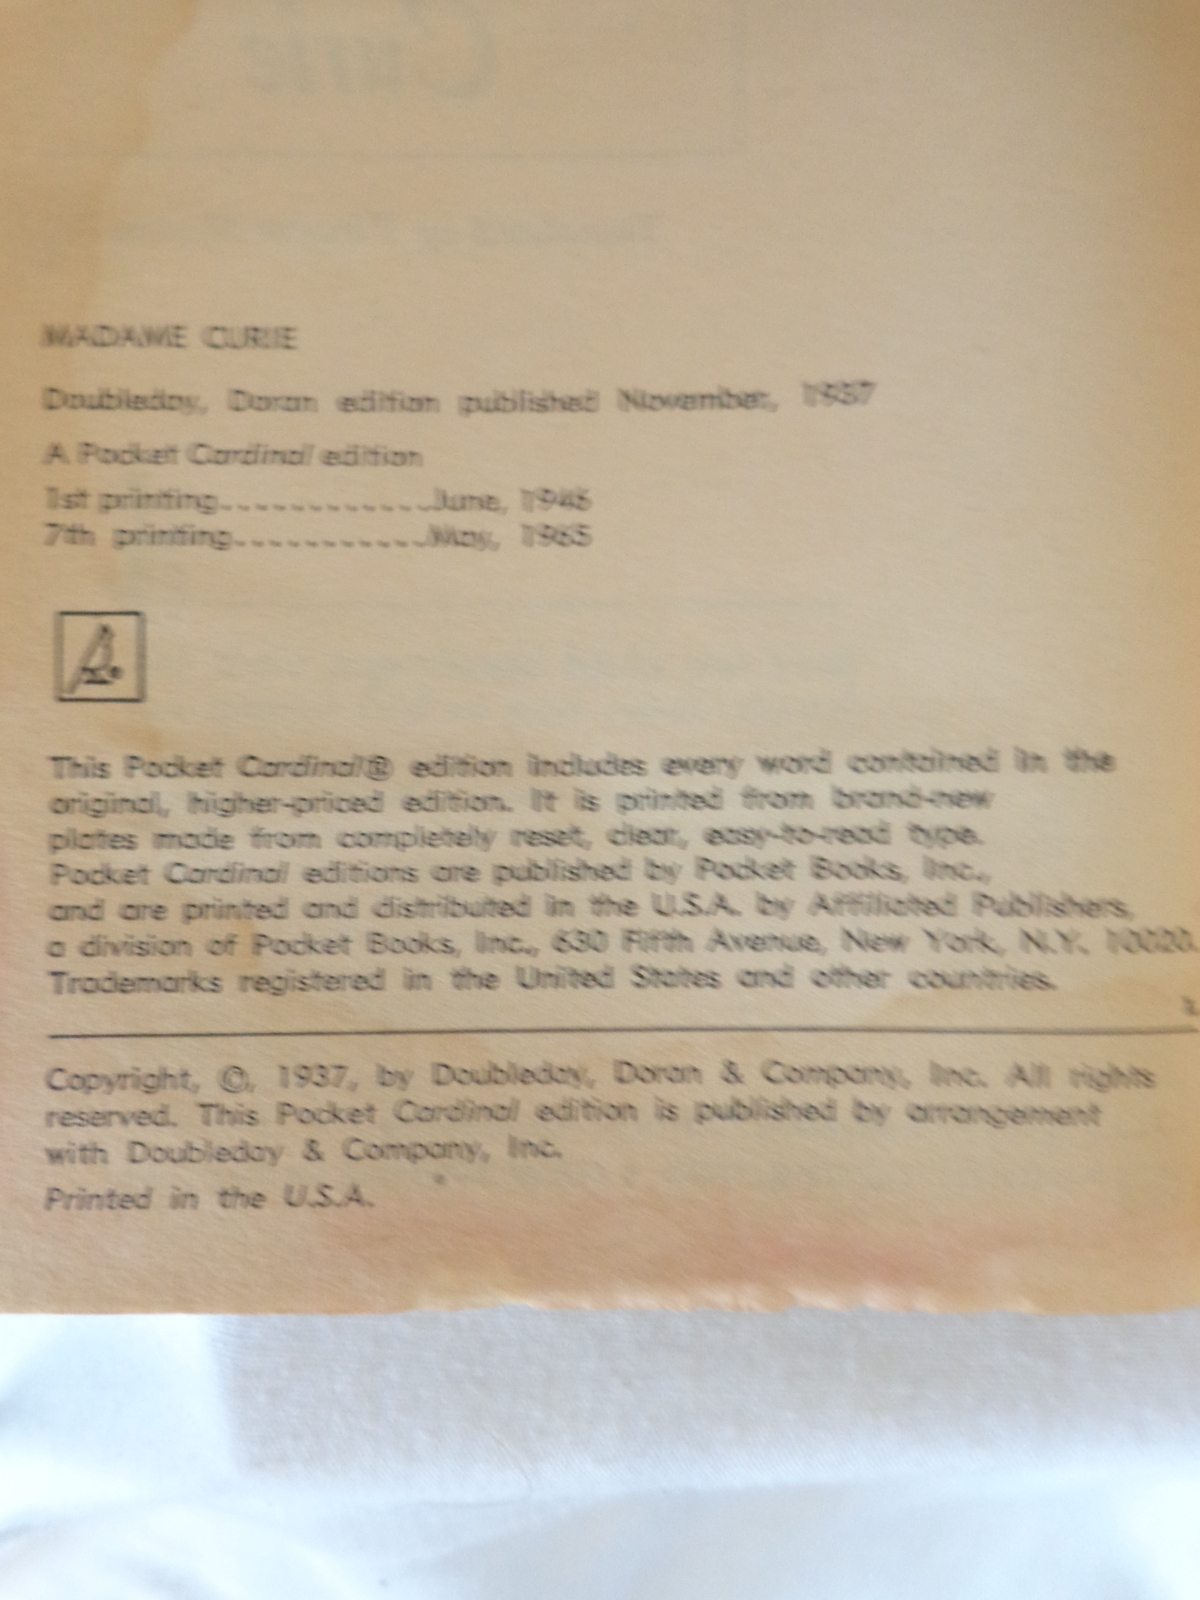 MADAME CURIE
Doubleday, Doran edition published November, 1937
A Pocket Cardinal edition
1st printing.............June, 1946
7th printing............May, 1965
This Pocket Cardinal® edition includes every word contained in the
original, higher-priced edition. It is printed from brand-new
plates made from completely reset, clear, easy-to-read type.
Pocket Cardinal editions are published by Pocket Books, Inc.,
and are printed and distributed in the U.S.A. by Affiliated Publishers,
a division of Pocket Books, Inc., 630 Fifth Avenue, New York, N.Y. 10020.
Trademarks registered in the United States and other countries.
Copyright, ©, 1937, by Doubleday, Doran & Company, Inc. All rights
reserved. This Pocket Cardinal edition is published by arrangement
with Doubleday & Company, Inc.
Printed in the U.S.A.